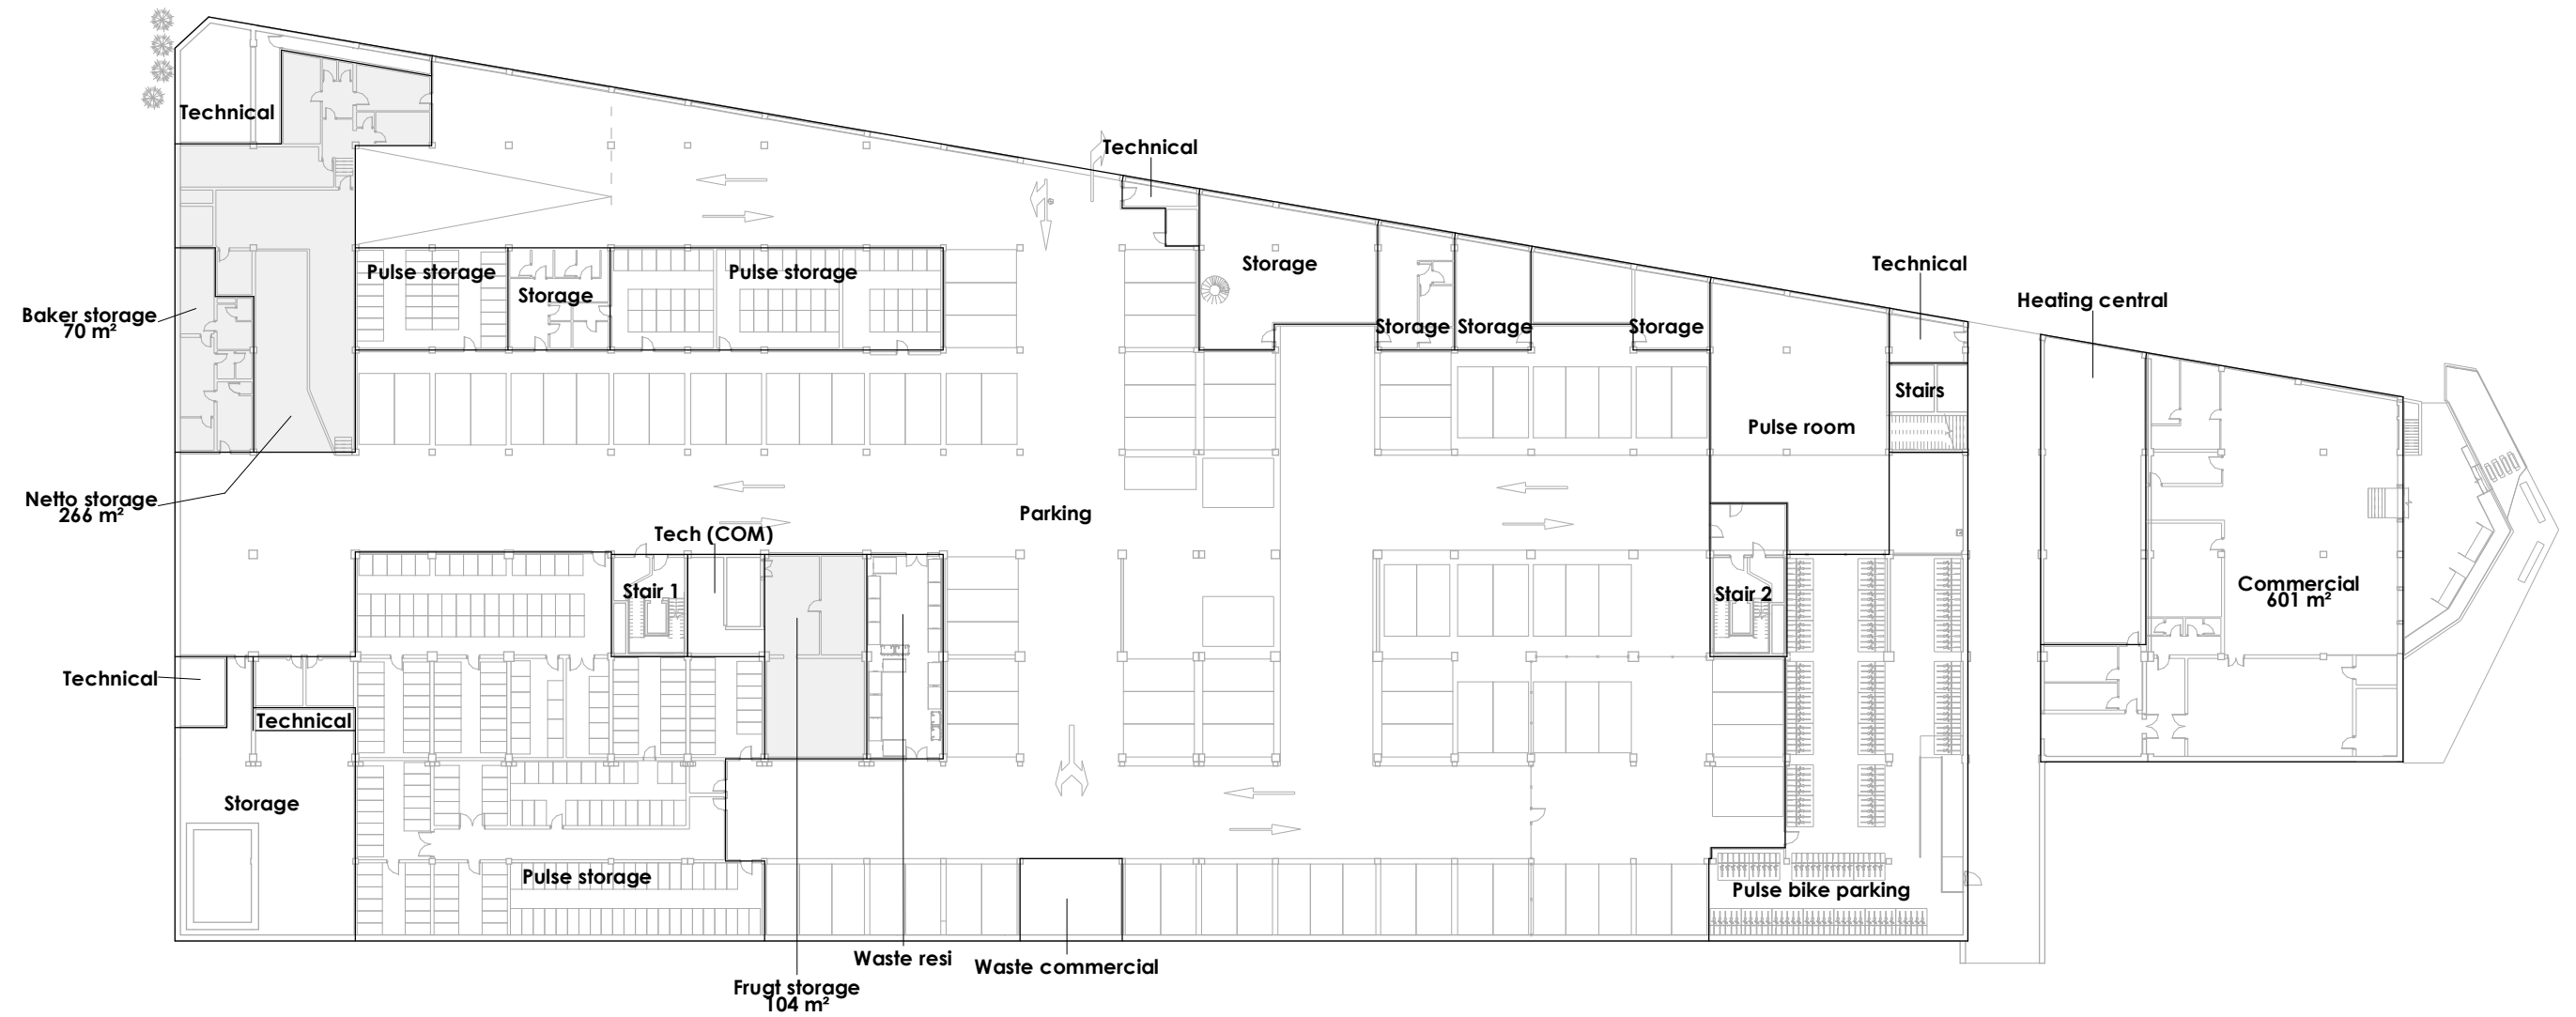 Technical
Technical
Storage
Technical
Pulse storage
Pulse storage
Storage
Heating central
Baker storage
70 m²
Storage
Storage
Storage
Stairs
Pulse room
Netto storage
266 m²
Parking
Tech (COM)
Stair 1
Stair 2
Commercial
601 m²
Technical
Technical
Storage
Pulse storage
Pulse bike parking
Waste resi
Waste commercial
Frugt storage
104 m²